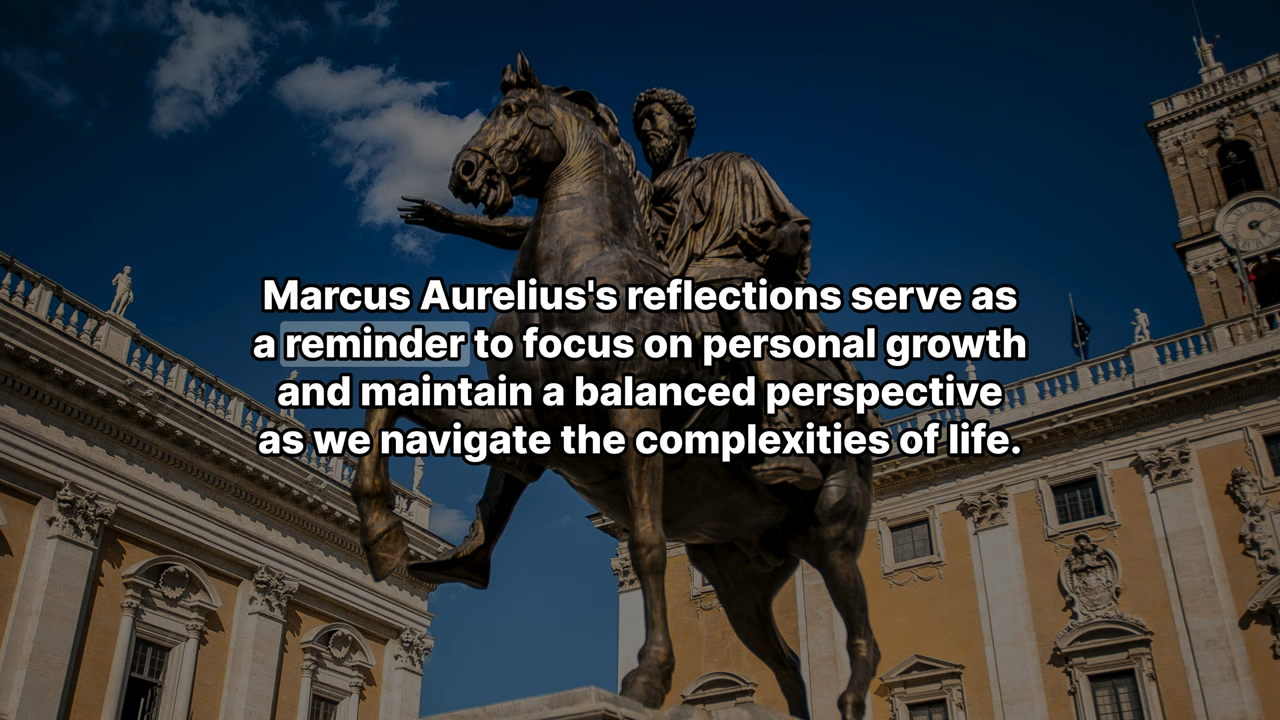 Marcus Aurelius's reflections serve as
a reminder to focus on personal growth
and maintain a balanced perspective
as we navigate the complexities of life.